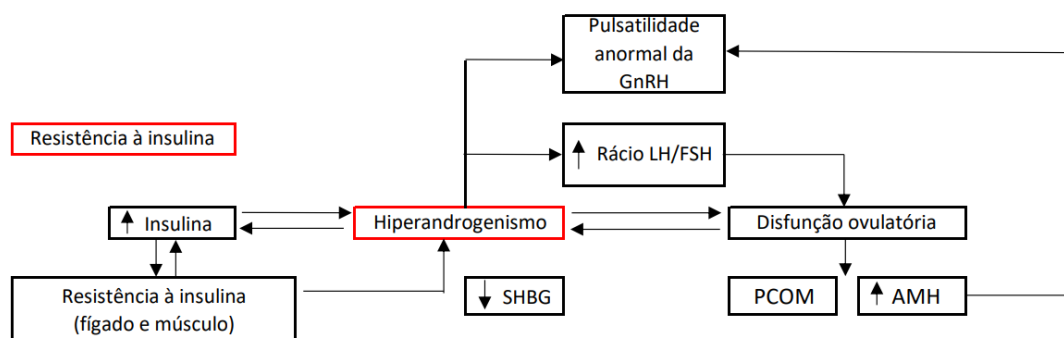 Pulsatilidade
anormal da
GnRH
Resistência à insulina
Rácio LH/FSH
Insulina
Hiperandrogenismo
Disfunção ovulatória
Resistência à insulina
(fígado e músculo)
SHBG
PCOM
AMH